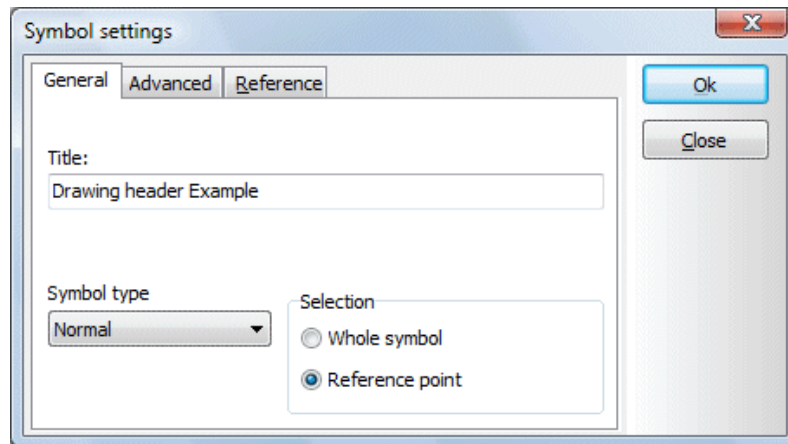 Symbol settings
General Advanced Reference
Ok
Close
Title:
Drawing header Example
Symbol type
Normal
Selection
Whole symbol
Reference point